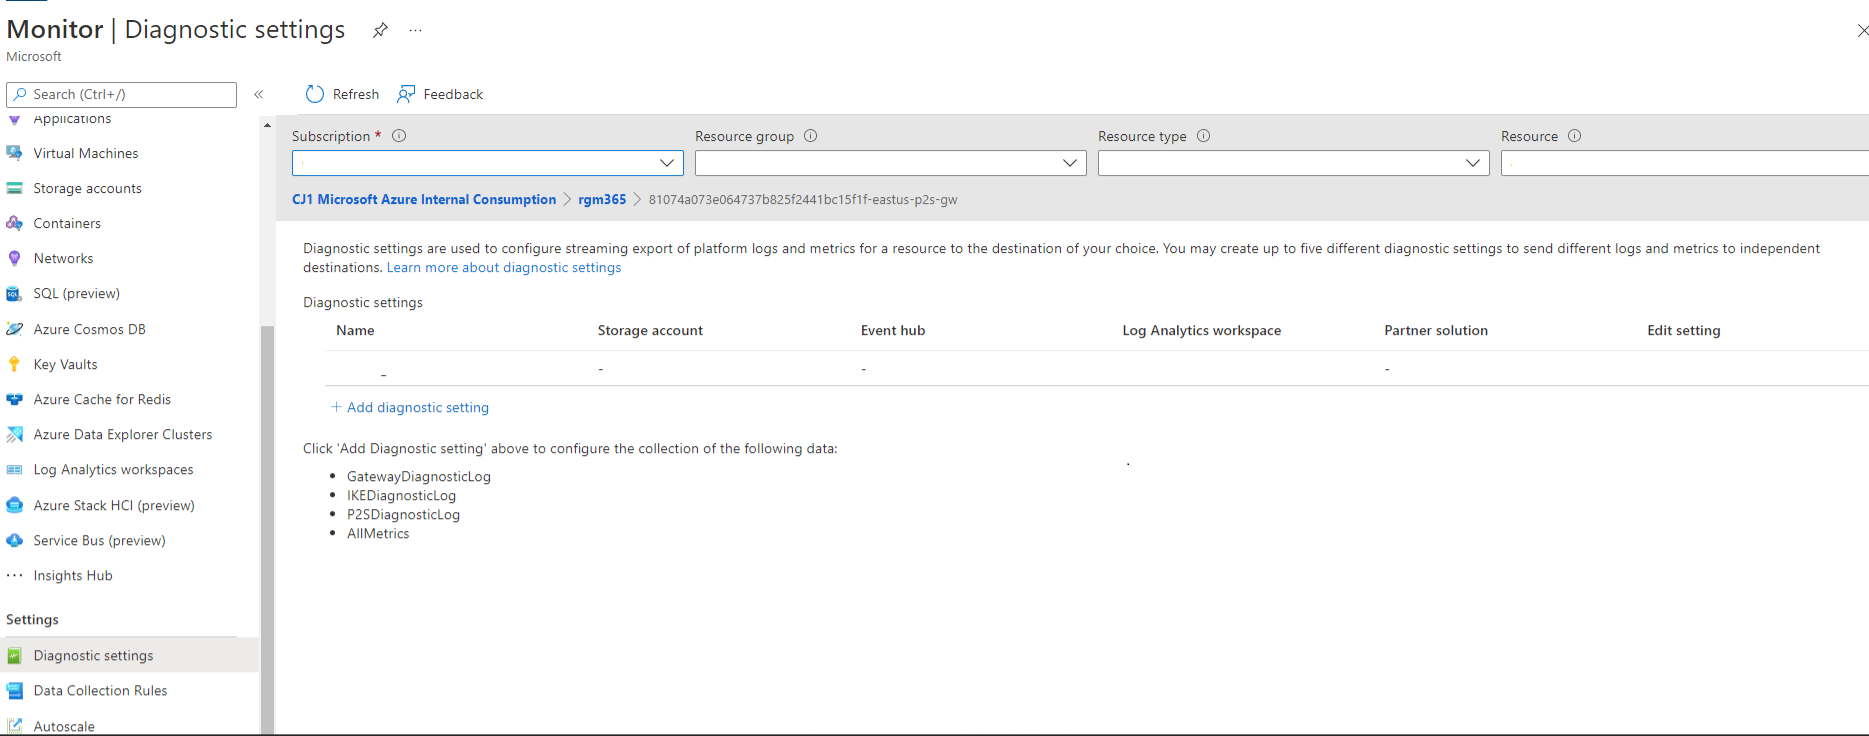 Monitor | Diagnostic settings ...
Microsoft
Search (Ctrl+/) «
Refresh Feedback
Applications
Virtual Machines
Storage accounts
Containers
Networks
SQL (preview)
Azure Cosmos DB
Key Vaults
Azure Cache for Redis
Azure Data Explorer Clusters
Log Analytics workspaces
Azure Stack HCI (preview)
Service Bus (preview)
Insights Hub
Settings
Diagnostic settings
Data Collection Rules
Autoscale
Subscription * Resource group Resource type Resource
CJ1 Microsoft Azure Internal Consumption > rgm365 > 81074a073e064737b825f2441bc15f1f-eastus-p2s-gw
Diagnostic settings are used to configure streaming export of platform logs and metrics for a resource to the destination of your choice. You may create up to five different diagnostic settings to send different logs and metrics to independent
destinations. Learn more about diagnostic settings
Diagnostic settings
Name Storage account Event hub Log Analytics workspace Partner solution Edit setting
- - - -
+ Add diagnostic setting
Click 'Add Diagnostic setting' above to configure the collection of the following data:
• GatewayDiagnosticLog
• IKEDiagnosticLog
• P2SDiagnosticLog
• AllMetrics